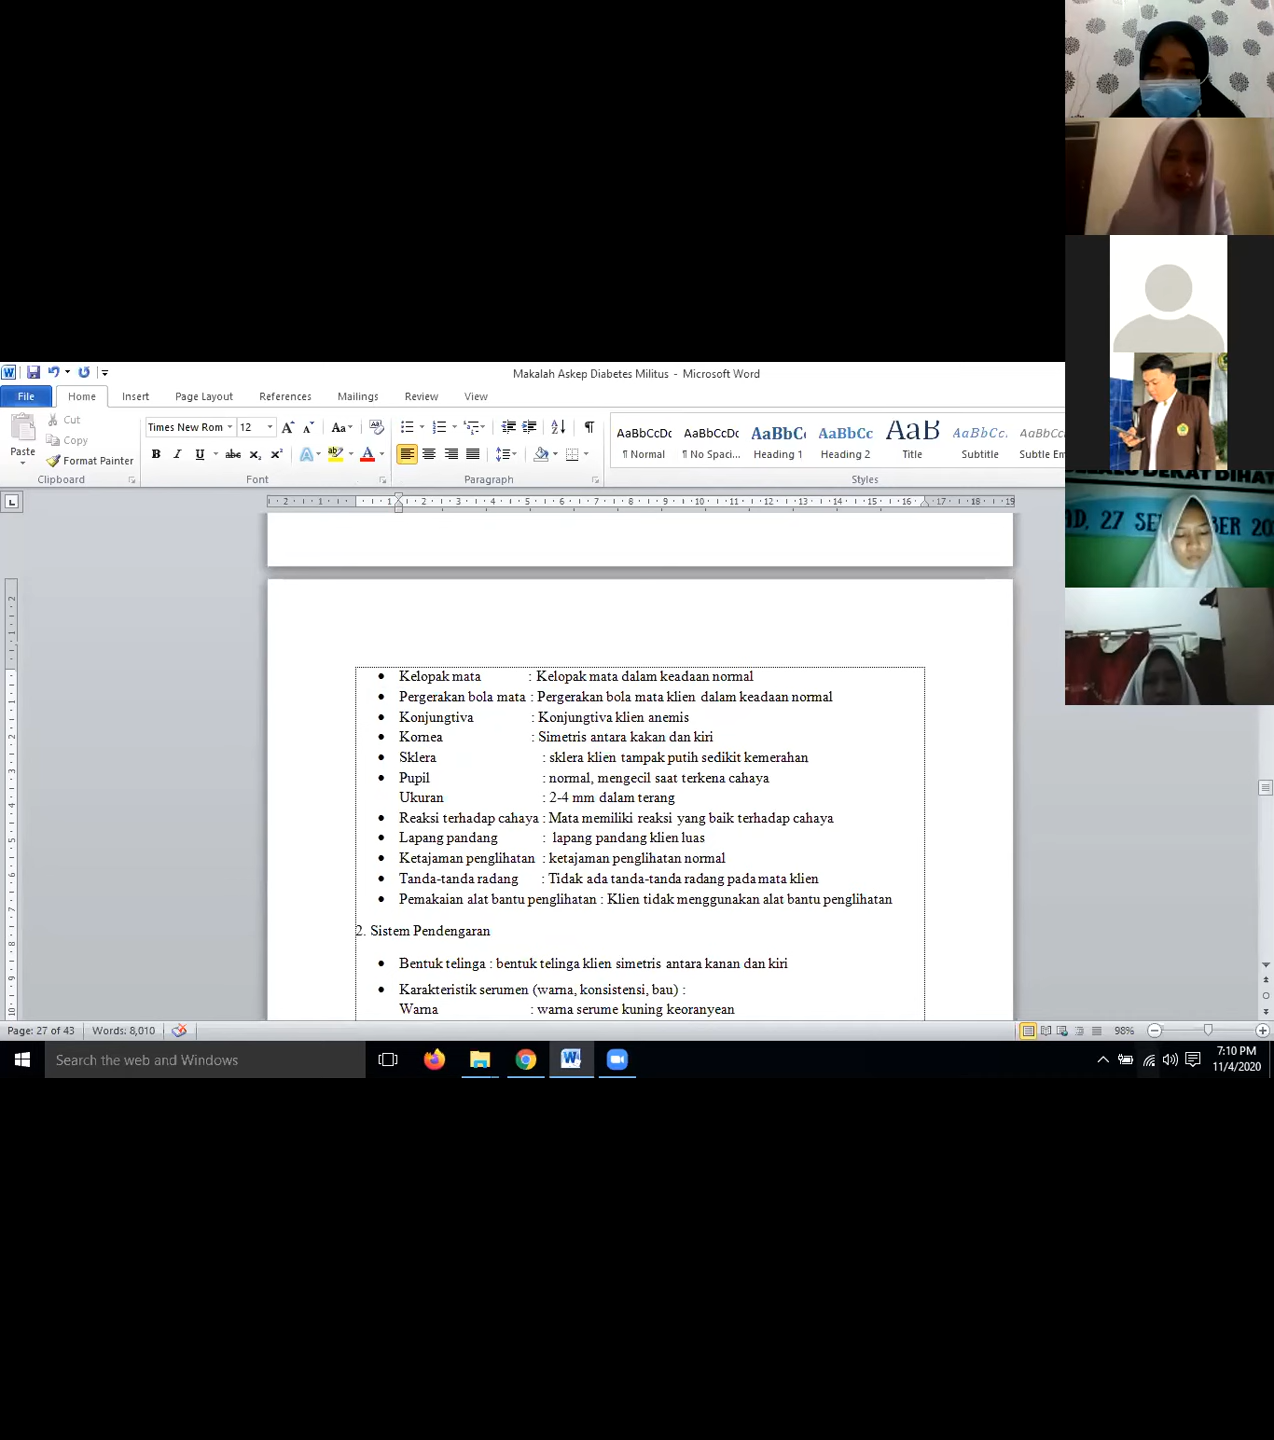 Makalah Askep Diabetes Militus - Microsoft Word
File Home Insert Page Layout References Mailings Review View
Paste
Cut
Copy
Format Painter
Clipboard
Times New Rom 12
Font
Paragraph
AaBbCcDc AaBbCcDc AaBbC AaBbCc AaB AaBbCc. AaBbCc
¶ Normal ¶ No Spaci... Heading 1 Heading 2 Title Subtitle Subtle Em
Styles
• Kelopak mata : Kelopak mata dalam keadaan normal
• Pergerakan bola mata : Pergerakan bola mata klien dalam keadaan normal
• Konjungtiva : Konjungtiva klien anemis
• Kornea : Simetris antara kakan dan kiri
• Sklera : sklera klien tampak putih sedikit kemerahan
• Pupil : normal, mengecil saat terkena cahaya
Ukuran : 2-4 mm dalam terang
• Reaksi terhadap cahaya : Mata memiliki reaksi yang baik terhadap cahaya
• Lapang pandang : lapang pandang klien luas
• Ketajaman penglihatan : ketajaman penglihatan normal
• Tanda-tanda radang : Tidak ada tanda-tanda radang pada mata klien
• Pemakaian alat bantu penglihatan : Klien tidak menggunakan alat bantu penglihatan
2. Sistem Pendengaran
• Bentuk telinga : bentuk telinga klien simetris antara kanan dan kiri
• Karakteristik serumen (warna, konsistensi, bau) :
Warna : warna serume kuning keoranyean
Page: 27 of 43 Words: 8,010 98%
Search the web and Windows
7:10 PM
11/4/2020
DEKAT DIHAT
27 SE BER 20